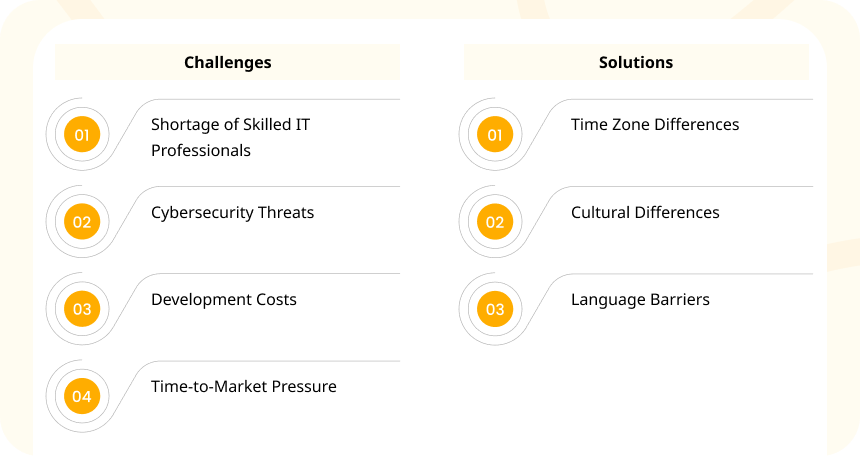 Challenges
01
Shortage of Skilled IT
Professionals
02
Cybersecurity Threats
03
Development Costs
04
Time-to-Market Pressure
Solutions
01
Time Zone Differences
02
Cultural Differences
03
Language Barriers